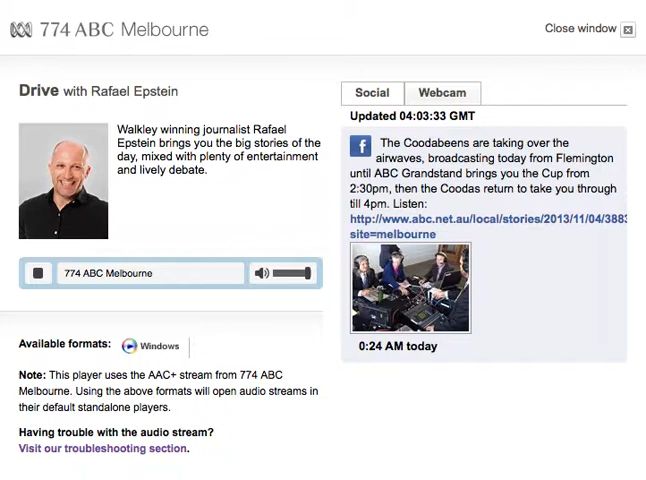 774 ABC Melbourne
Close window
Drive with Rafael Epstein
Walkley winning journalist Rafael
Epstein brings you the big stories of the
day, mixed with plenty of entertainment
and lively debate.
774 ABC Melbourne
Available formats:
Windows
Note: This player uses the AAC+ stream from 774 ABC
Melbourne. Using the above formats will open audio streams in
their default standalone players.
Having trouble with the audio stream?
Visit our troubleshooting section.
Social
Webcam
Updated 04:03:33 GMT
f
The Coodabeens are taking over the
airwaves, broadcasting today from Flemington
until ABC Grandstand brings you the Cup from
2:30pm, then the Coodas return to take you through
till 4pm. Listen:
http://www.abc.net.au/local/stories/2013/11/04/3883
site=melbourne
0:24 AM today